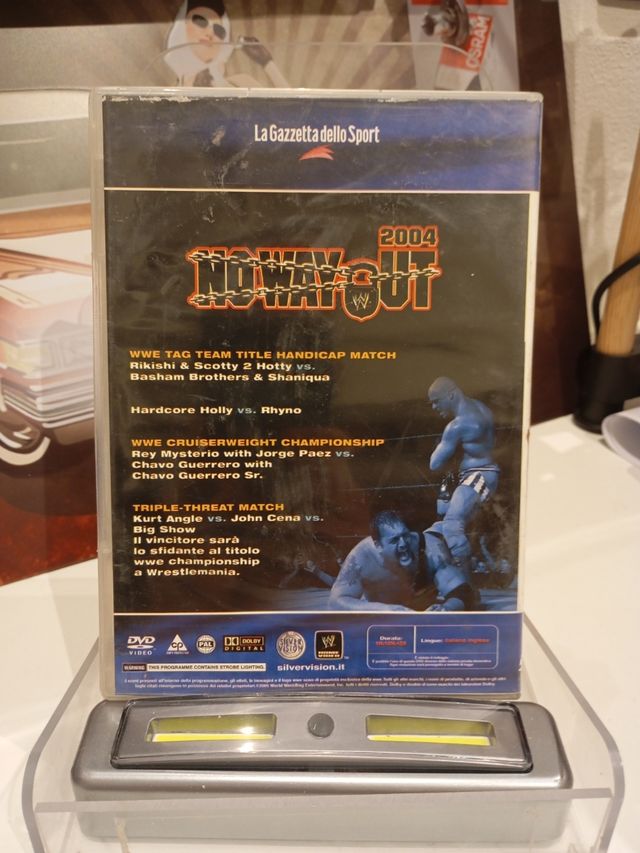 OSRAM
La Gazzetta dello Sport
2004
NO WAY OUT
WWE TAG TEAM TITLE HANDICAP MATCH
Rikishi & Scotty 2 Hotty vs.
Basham Brothers & Shaniqua
Hardcore Holly vs. Rhyno
WWE CRUISERWEIGHT CHAMPIONSHIP
Rey Mysterio with Jorge Paez vs.
Chavo Guerrero with
Chavo Guerrero Sr.
TRIPLE-THREAT MATCH
Kurt Angle vs. John Cena vs.
Big Show
Il vincitore sarà
lo sfidante al titolo
wwe championship
a Wrestlemania.
DVD
VIDEO
PAL
DOLBY
DIGITAL
SILVER
VISION
silvervision.it
Durata:
Lingue: Italiano Inglese
WARNING THIS PROGRAMME CONTAINS STROBE LIGHTING.